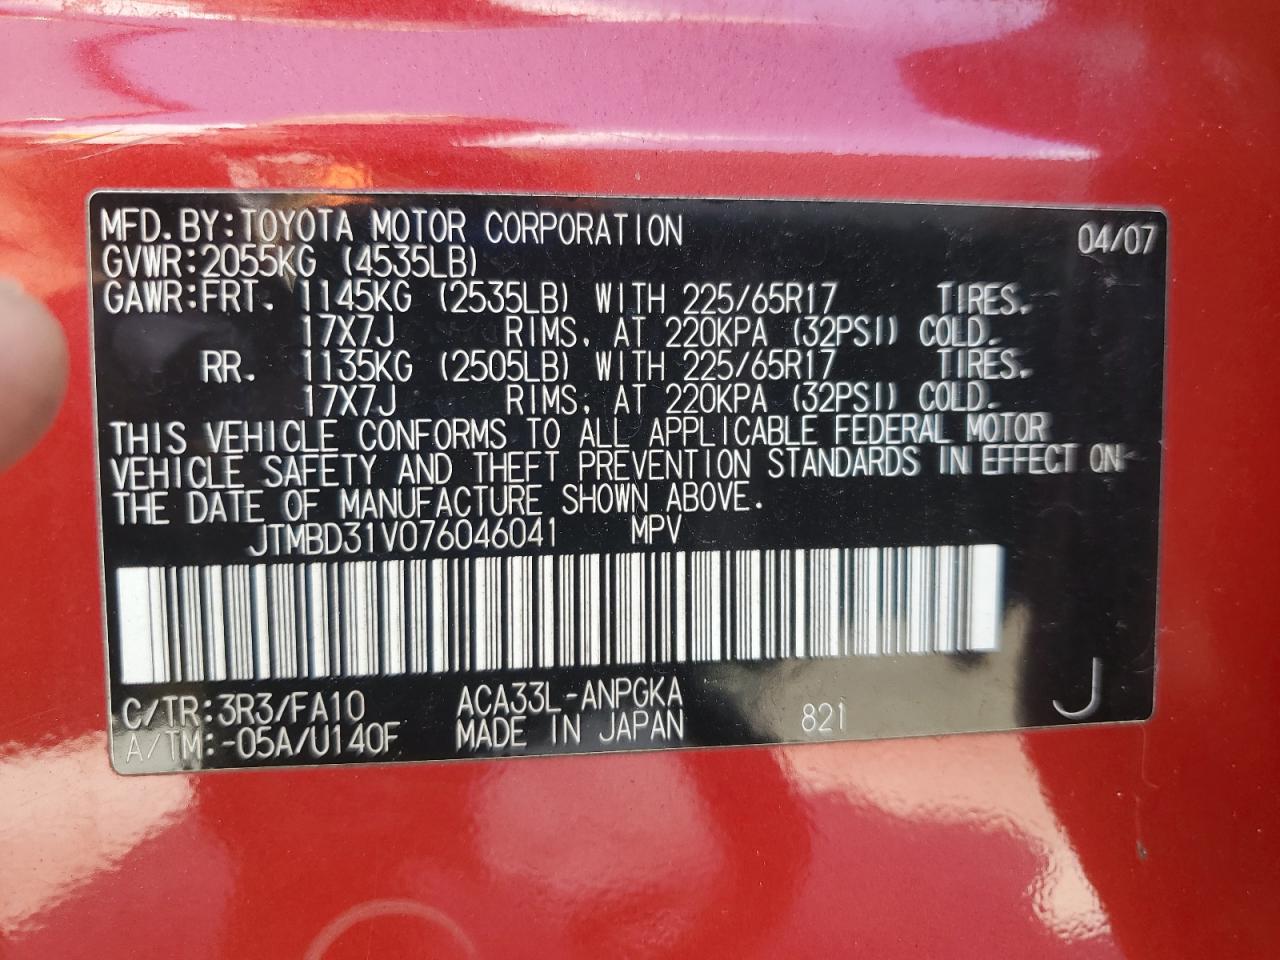 MFD.BY:TOYOTA MOTOR CORPORATION 04/07
GVWR:2055KG (4535LB)
GAWR:FRT. 1145KG (2535LB) WITH 225/65R17 TIRES.
17X7J RIMS, AT 220KPA (32PSI) COLD.
RR. 1135KG (2505LB) WITH 225/65R17 TIRES.
17X7J RIMS, AT 220KPA (32PSI) COLD.
THIS VEHICLE CONFORMS TO ALL APPLICABLE FEDERAL MOTOR
VEHICLE SAFETY AND THEFT PREVENTION STANDARDS IN EFFECT ON
THE DATE OF MANUFACTURE SHOWN ABOVE.
JTMBD31V076046041 MPV
C/TR:3R3/FA10 ACA33L-ANPGKA
A/TM:-05A/U140F MADE IN JAPAN 821 J